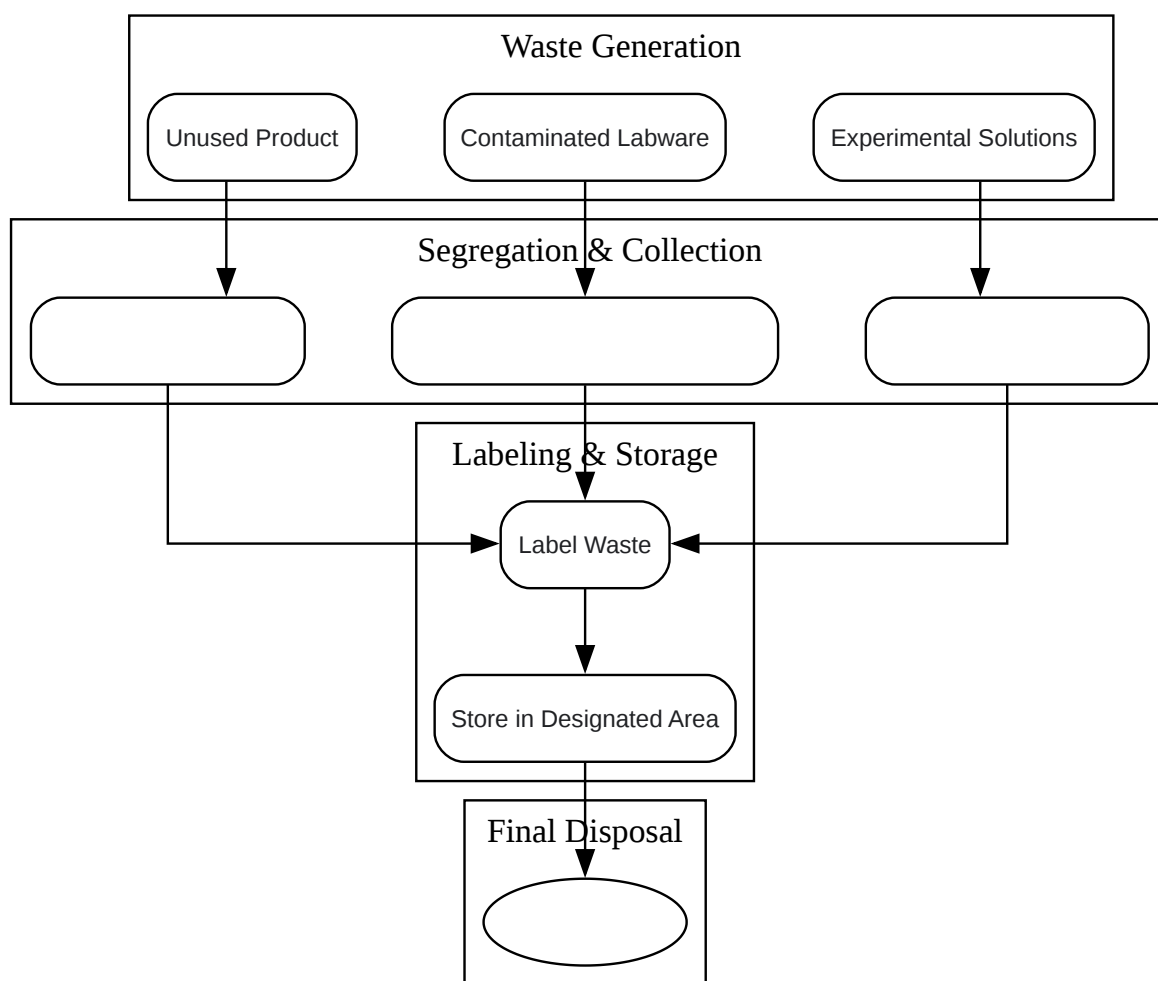 Waste Generation
Unused Product
Contaminated Labware
Experimental Solutions
Segregation & Collection
Labeling & Storage
Label Waste
Store in Designated Area
Final Disposal